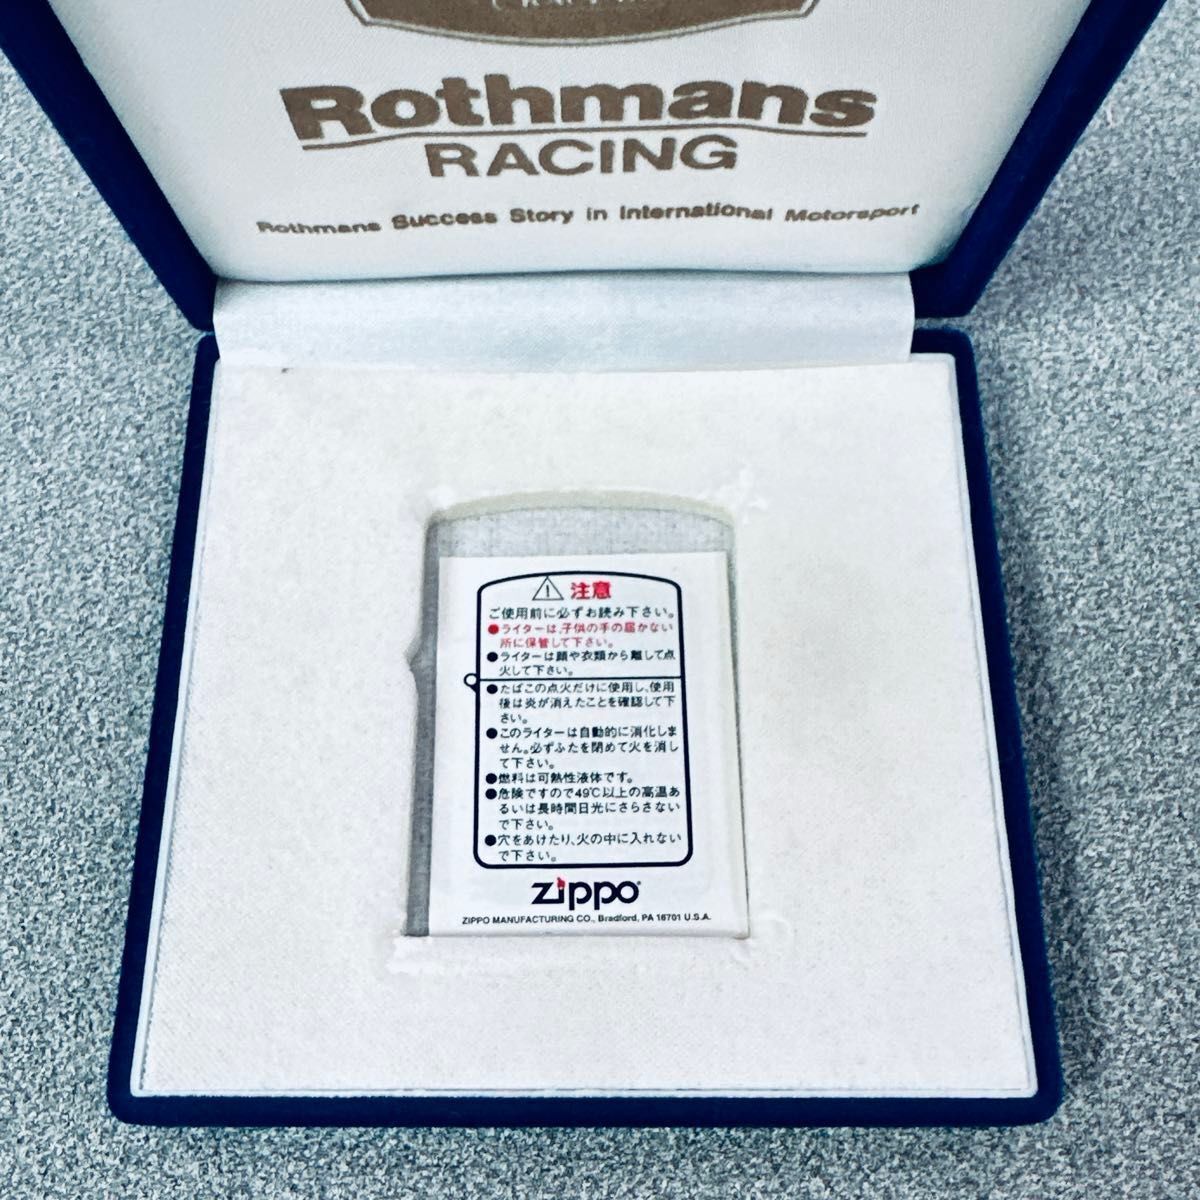 Rothmans
RACING
Rothmans Success Story in International Motorsport
注意
ご使用前に必ずお読み下さい。
●ライターは、子供の手の届かない
所に保管して下さい。
●ライターは顔や衣類から離して点
火して下さい。
●たばこの点火だけに使用し、使用
後は炎が消えたことを確認して下
さい。
●このライターは自動的に消化しま
せん。必ずふたを閉めて火を消し
て下さい。
●燃料は可熱性液体です。
●危険ですので49℃以上の高温あ
るいは長時間日光にさらさない
で下さい。
●穴をあけたり、火の中に入れない
で下さい。
zippo
ZIPPO MANUFACTURING CO., Bradford, PA 16701 U.S.A.